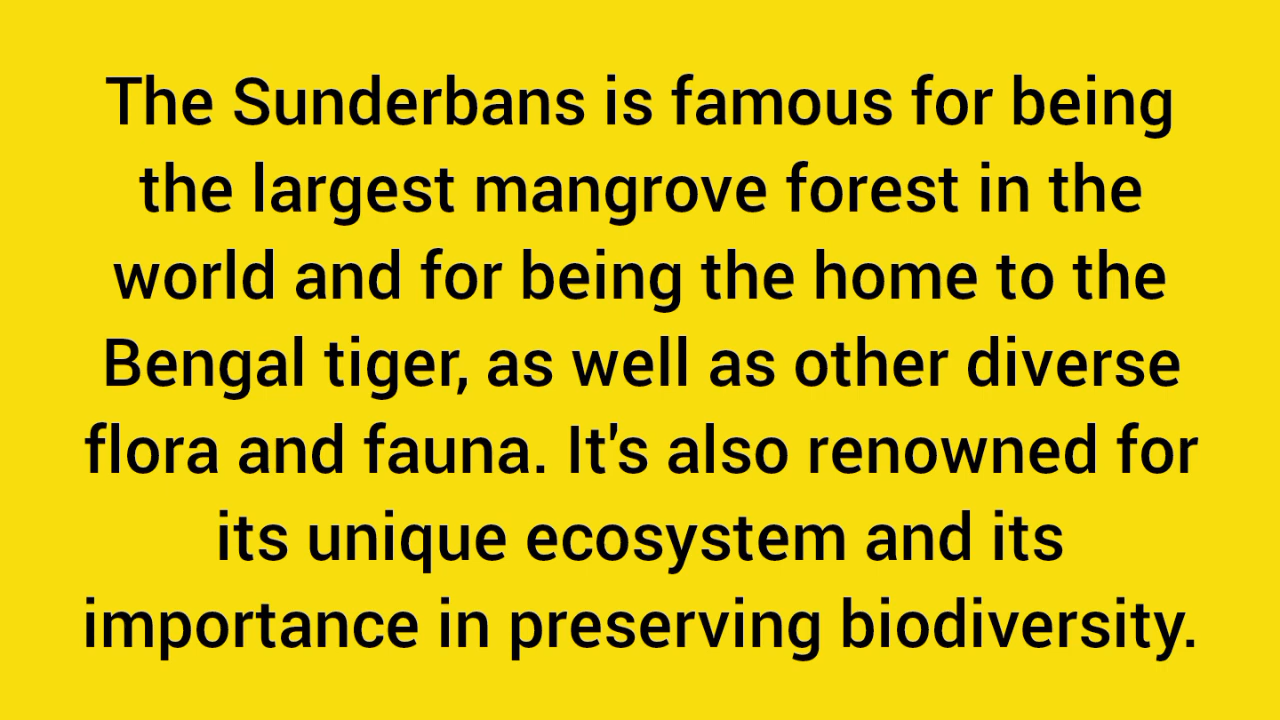 The Sunderbans is famous for being
the largest mangrove forest in the
world and for being the home to the
Bengal tiger, as well as other diverse
flora and fauna. It's also renowned for
its unique ecosystem and its
importance in preserving biodiversity.